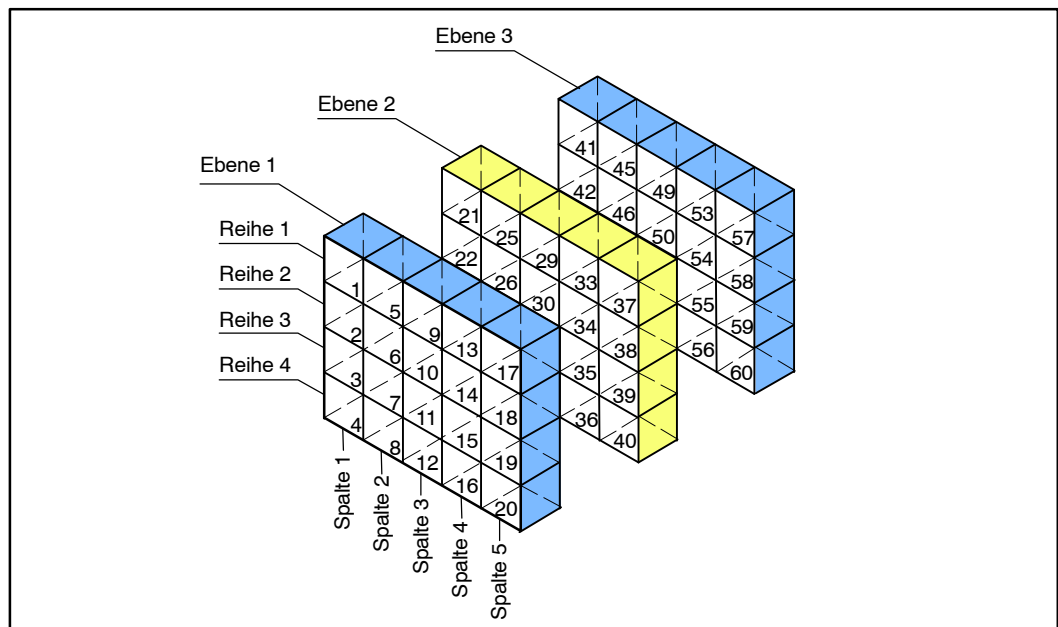 Ebene 3
Ebene 2
Ebene 1
Reihe 1
Reihe 2
Reihe 3
Reihe 4
41 45 49 53 57
42 46 50 54 58
55 59
56 60
21 25 29 33 37
22 26 30 34 38
35 39
36 40
1 5 9 13 17
2 6 10 14 18
3 7 11 15 19
4 8 12 16 20
Spalte 1
Spalte 2
Spalte 3
Spalte 4
Spalte 5